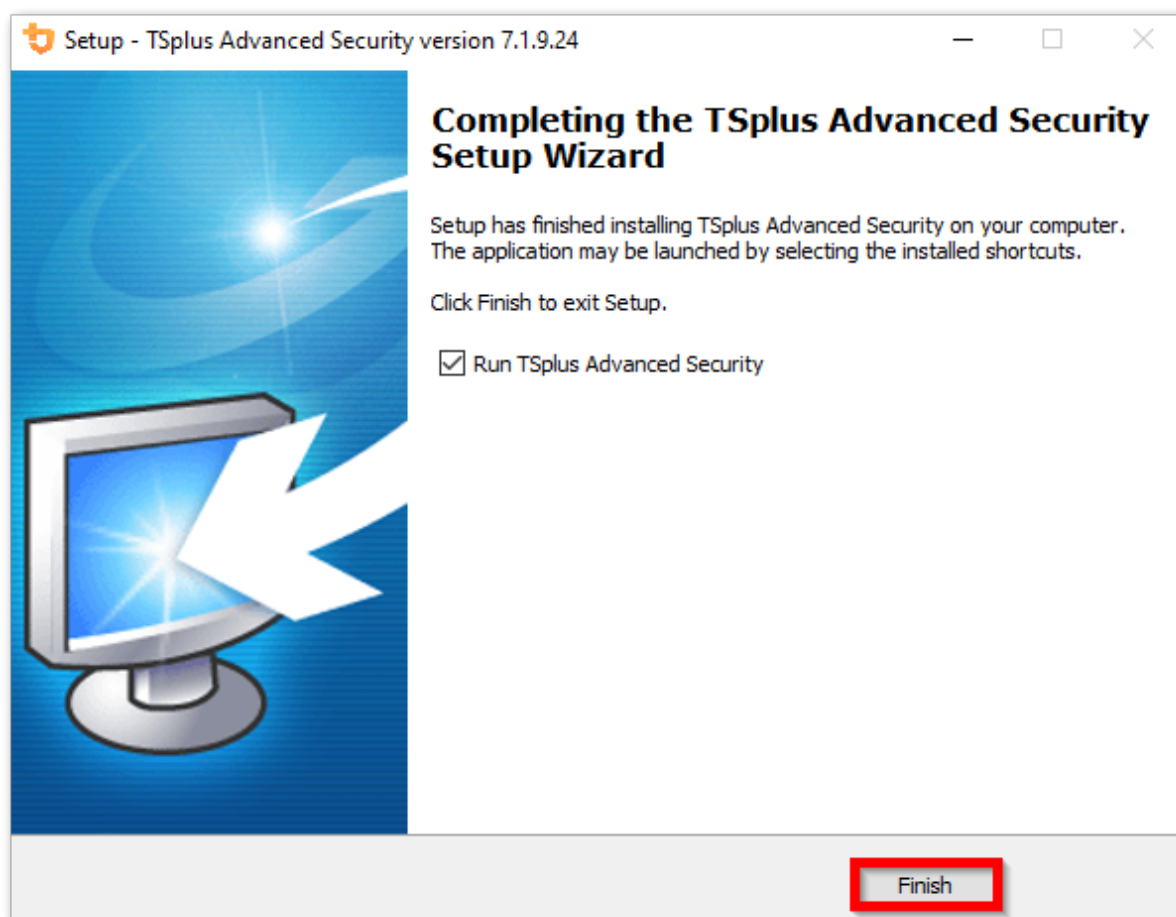 Setup - TSplus Advanced Security version 7.1.9.24
Completing the TSplus Advanced Security
Setup Wizard
Setup has finished installing TSplus Advanced Security on your computer.
The application may be launched by selecting the installed shortcuts.
Click Finish to exit Setup.
Run TSplus Advanced Security
Finish